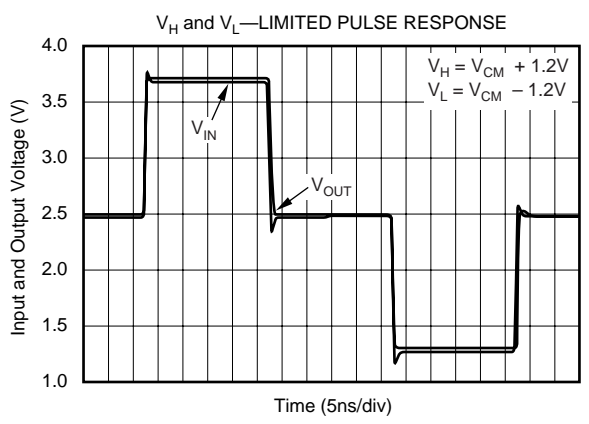 V_H and V_L—LIMITED PULSE RESPONSE
4.0
V_H = V_CM + 1.2V
V_L = V_CM – 1.2V
3.5
V_IN
3.0
V_OUT
2.5
2.0
1.5
1.0
Input and Output Voltage (V)
Time (5ns/div)